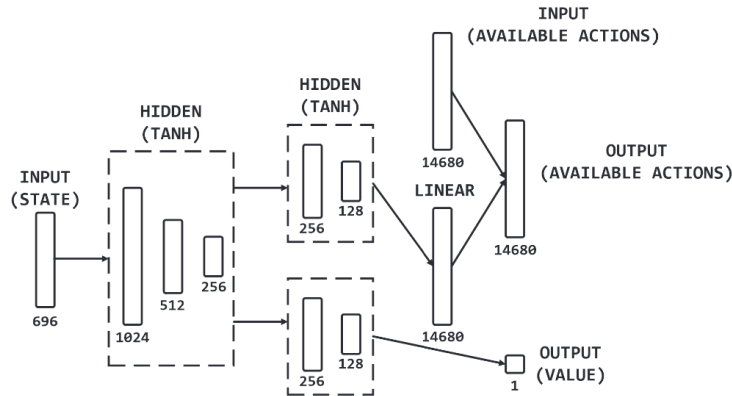 INPUT
(STATE)
696
HIDDEN
(TANH)
1024
512
256
HIDDEN
(TANH)
256
128
256
128
LINEAR
14680
INPUT
(AVAILABLE ACTIONS)
14680
OUTPUT
(AVAILABLE ACTIONS)
14680
OUTPUT
(VALUE)
1